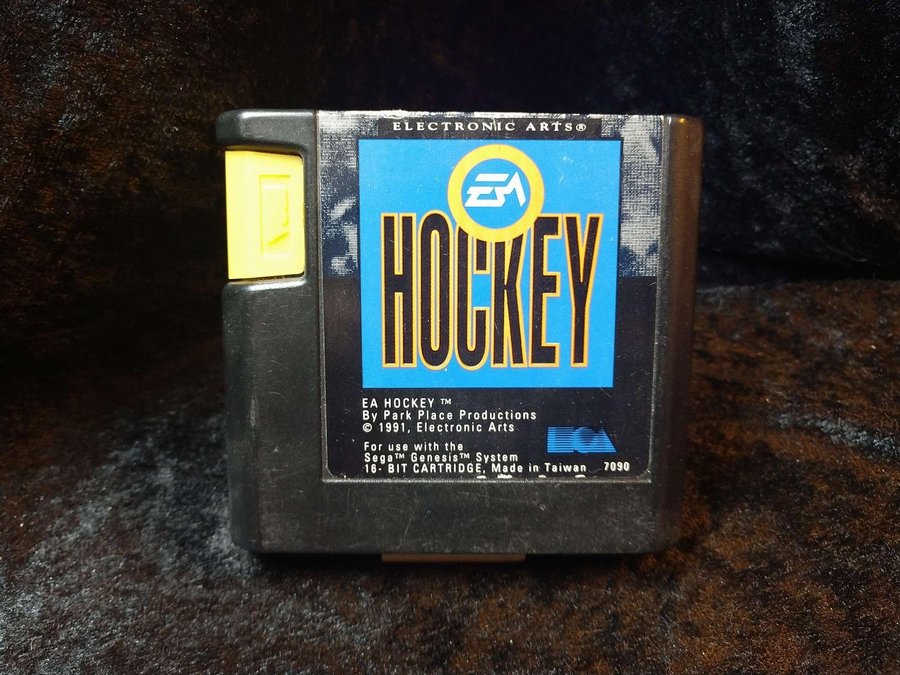 ELECTRONIC ARTS®
EA
HOCKEY
EA HOCKEY ™
By Park Place Productions
© 1991, Electronic Arts
For use with the
Sega™ Genesis™ System
16- BIT CARTRIDGE, Made in Taiwan 7090